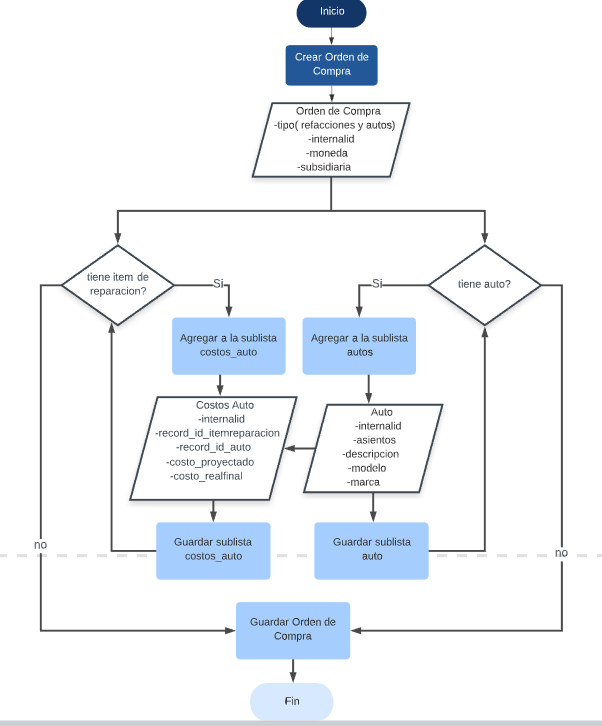 Inicio
Crear Orden de
Compra
Orden de Compra
-tipo( refacciones y autos)
-internalid
-moneda
-subsidiaria
tiene item de
reparacion?
Si
Si
tiene auto?
Agregar a la sublista
costos_auto
Agregar a la sublista
autos
Costos Auto
-internalid
-record_id_itemreparacion
-record_id_auto
-costo_proyectado
-costo_realfinal
Auto
-internalid
-asientos
-descripcion
-modelo
-marca
Guardar sublista
costos_auto
Guardar sublista
auto
no
no
Guardar Orden de
Compra
Fin